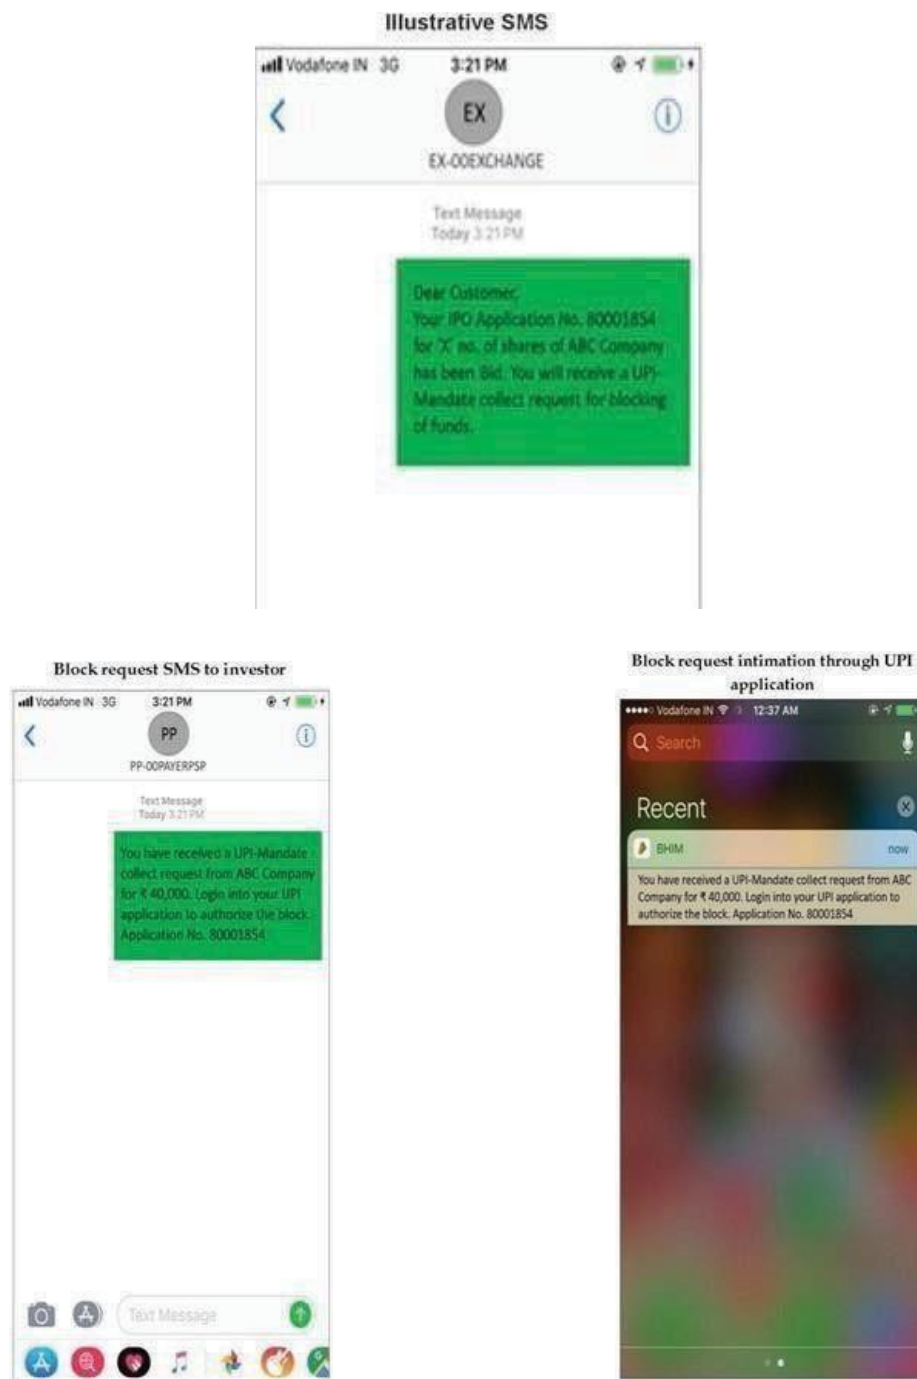 Illustrative SMS
Vodafone IN 3G 3:21 PM
EX
EX-00EXCHANGE
Text Message
Today 3:21 PM
Dear Customer,
Your IPO Application No. 80001854
for 'X' no. of shares of ABC Company
has been Bid. You will receive a UPI-
Mandate collect request for blocking
of funds.
Block request SMS to investor
Vodafone IN 3G 3:21 PM
PP
PP-00PAYERPSP
Text Message
Today 3:21 PM
You have received a UPI-Mandate
collect request from ABC Company
for ₹ 40,000. Login into your UPI
application to authorize the block.
Application No. 80001854
Text Message
Block request intimation through UPI
application
Vodafone IN 12:37 AM
Search
Recent
BHIM now
You have received a UPI-Mandate collect request from ABC
Company for ₹ 40,000. Login into your UPI application to
authorize the block. Application No. 80001854